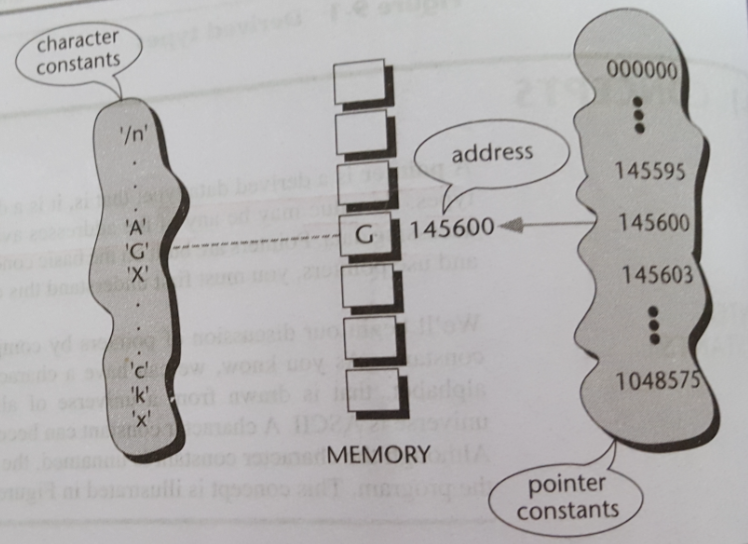 character
constants
'/n'
.
.
.
'A'
'G'
'X'
.
.
.
'c'
'k'
'x'
G
MEMORY
address
145600
000000
145595
145600
145603
1048575
pointer
constants